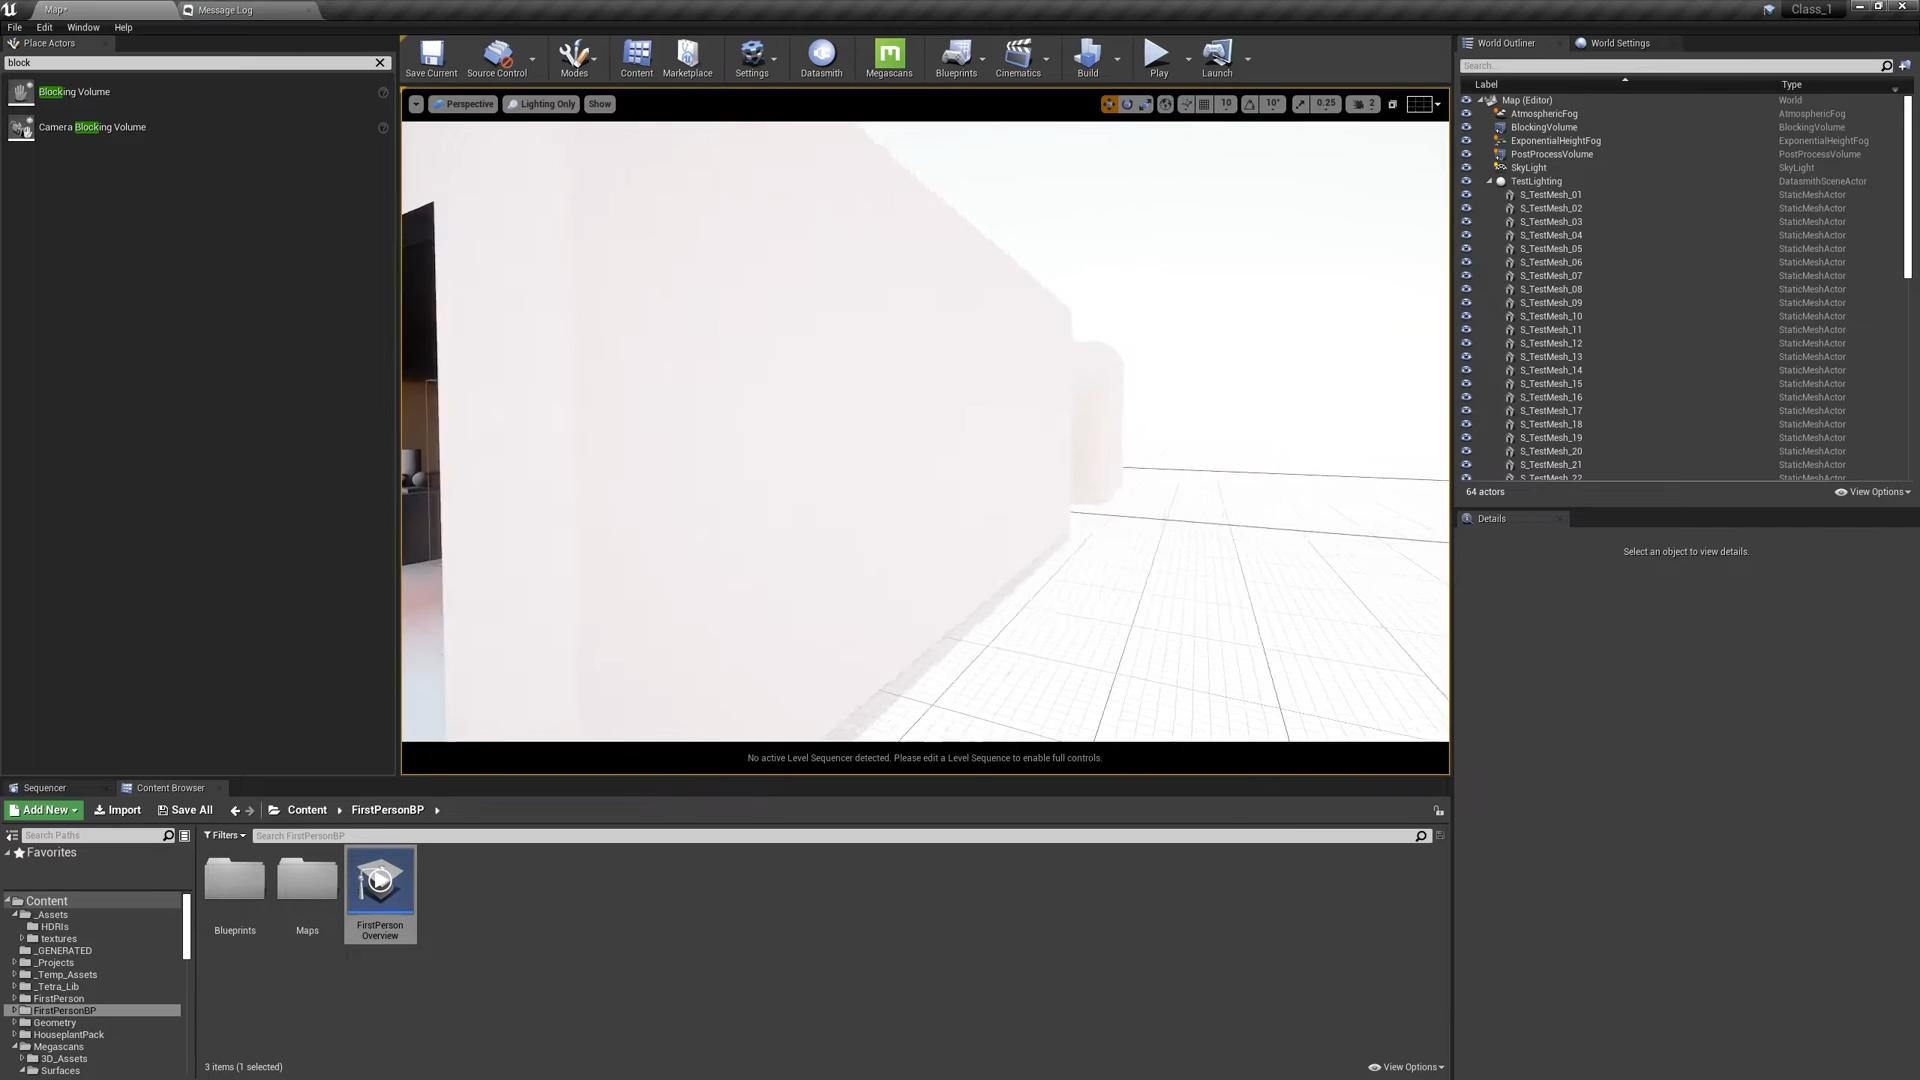 Map*
Message Log
Class_1
File Edit Window Help
Place Actors
block
Blocking Volume
Camera Blocking Volume
Save Current
Source Control
Modes
Content
Marketplace
Settings
Datasmith
Megascans
Blueprints
Cinematics
Build
Play
Launch
Perspective
Lighting Only
Show
10
10°
0.25
2
No active Level Sequencer detected. Please edit a Level Sequence to enable full controls.
World Outliner
World Settings
Search...
Label Type
Map (Editor) World
AtmosphericFog AtmosphericFog
BlockingVolume BlockingVolume
ExponentialHeightFog ExponentialHeightFog
PostProcessVolume PostProcessVolume
SkyLight SkyLight
TestLighting DatasmithSceneActor
S_TestMesh_01 StaticMeshActor
S_TestMesh_02 StaticMeshActor
S_TestMesh_03 StaticMeshActor
S_TestMesh_04 StaticMeshActor
S_TestMesh_05 StaticMeshActor
S_TestMesh_06 StaticMeshActor
S_TestMesh_07 StaticMeshActor
S_TestMesh_08 StaticMeshActor
S_TestMesh_09 StaticMeshActor
S_TestMesh_10 StaticMeshActor
S_TestMesh_11 StaticMeshActor
S_TestMesh_12 StaticMeshActor
S_TestMesh_13 StaticMeshActor
S_TestMesh_14 StaticMeshActor
S_TestMesh_15 StaticMeshActor
S_TestMesh_16 StaticMeshActor
S_TestMesh_17 StaticMeshActor
S_TestMesh_18 StaticMeshActor
S_TestMesh_19 StaticMeshActor
S_TestMesh_20 StaticMeshActor
S_TestMesh_21 StaticMeshActor
S_TestMesh_22 StaticMeshActor
64 actors
View Options
Details
Select an object to view details.
Sequencer
Content Browser
Add New
Import
Save All
Content
FirstPersonBP
Search Paths
Filters
Search FirstPersonBP
Favorites
Content
_Assets
HDRIs
textures
_GENERATED
_Projects
_Temp_Assets
_Tetra_Lib
FirstPerson
FirstPersonBP
Geometry
HouseplantPack
Megascans
3D_Assets
Surfaces
Blueprints
Maps
FirstPerson
Overview
3 items (1 selected)
View Options